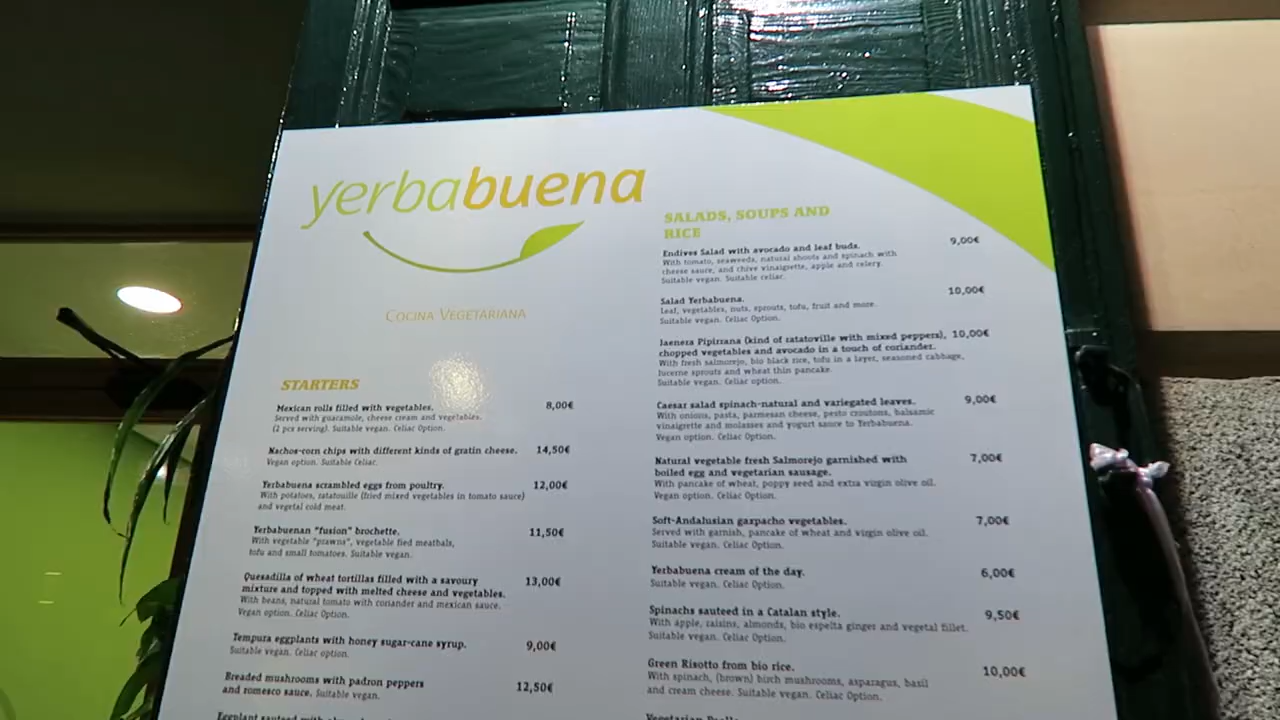 yerbabuena
COCINA VEGETARIANA
STARTERS
Mexican rolls filled with vegetables. 8,00€
Served with guacamole, cheese cream and vegetables.
(2 pcs serving). Suitable vegan. Celiac Option.
Nachos-corn chips with different kinds of gratin cheese. 14,50€
Vegan option. Suitable Celiac.
Yerbabuena scrambled eggs from poultry. 12,00€
With potatoes, ratatouille (fried mixed vegetables in tomato sauce)
and vegetal cold meat.
Yerbabuenan "fusion" brochette. 11,50€
With vegetable "prawns", vegetable fied meatbals,
tofu and small tomatoes. Suitable vegan.
Quesadilla of wheat tortillas filled with a savoury 13,00€
mixture and topped with melted cheese and vegetables.
With beans, natural tomato with coriander and mexican sauce.
Vegan option. Celiac Option.
Tempura eggplants with honey sugar-cane syrup. 9,00€
Suitable vegan. Celiac option.
Breaded mushrooms with padron peppers 12,50€
and romesco sauce. Suitable vegan.
Eggplant sauteed with
SALADS, SOUPS AND
RICE
Endives Salad with avocado and leaf buds. 9,00€
With tomato, seaweeds, natural shoots and spinach with
cheese sauce, and chive vinaigrette, apple and celery.
Suitable vegan. Suitable celiac.
Salad Yerbabuena. 10,00€
Leaf, vegetables, nuts, sprouts, tofu, fruit and more.
Suitable vegan. Celiac Option.
Jaenera Pipirrana (kind of ratatoville with mixed peppers), 10,00€
chopped vegetables and avocado in a touch of coriander.
With fresh salmorejo, bio black rice, tofu in a layer, seasoned cabbage,
lucerne sprouts and wheat thin pancake.
Suitable vegan. Celiac option.
Caesar salad spinach-natural and variegated leaves. 9,00€
With onions, pasta, parmesan cheese, pesto croutons, balsamic
vinaigrette and molasses and yogurt sauce to Yerbabuena.
Vegan option. Celiac Option.
Natural vegetable fresh Salmorejo garnished with 7,00€
boiled egg and vegetarian sausage.
With pancake of wheat, poppy seed and extra virgin olive oil.
Vegan option. Celiac Option.
Soft-Andalusian gazpacho vegetables. 7,00€
Served with garnish, pancake of wheat and virgin olive oil.
Suitable vegan. Celiac Option.
Yerbabuena cream of the day. 6,00€
Suitable vegan. Celiac Option.
Spinachs sauteed in a Catalan style. 9,50€
With apple, raisins, almonds, bio espelta ginger and vegetal fillet.
Suitable vegan. Celiac Option.
Green Risotto from bio rice. 10,00€
With spinach, (brown) birch mushrooms, asparagus, basil
and cream cheese. Suitable vegan. Celiac Option.
Vegetarian